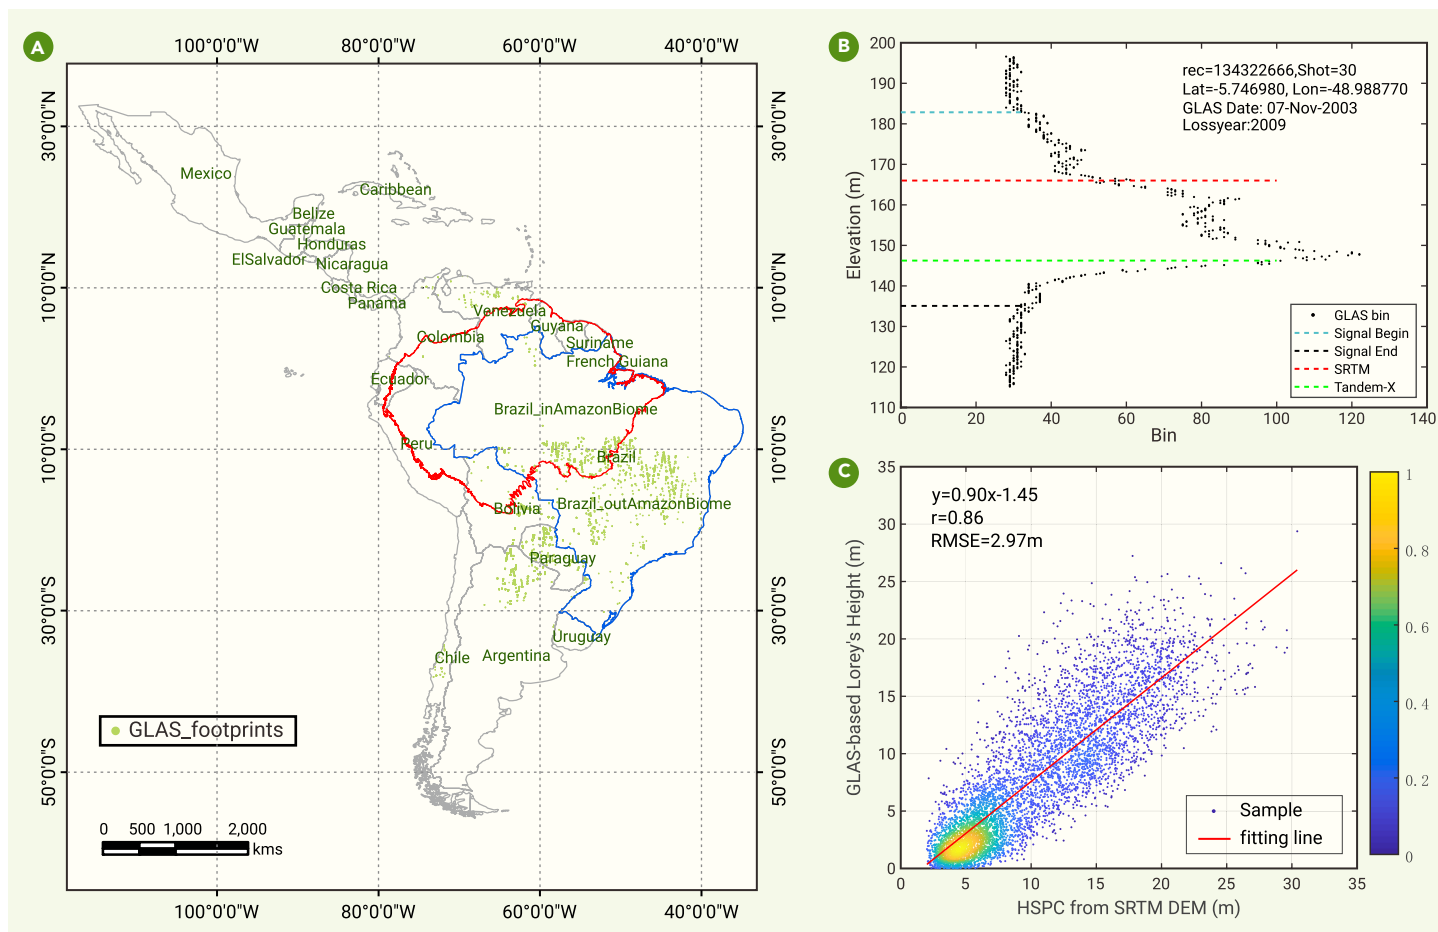 A
100°0'0"W 80°0'0"W 60°0'0"W 40°0'0"W
30°0'0"N
10°0'0"N
10°0'0"S
30°0'0"S
50°0'0"S
30°0'0"N
10°0'0"N
10°0'0"S
30°0'0"S
50°0'0"S
Mexico
Caribbean
Belize
Guatemala
Honduras
ElSalvador
Nicaragua
Costa Rica
Panama
Venezuela
Guyana
Colombia
Suriname
French Guiana
Ecuador
Brazil_inAmazonBiome
Peru
Brazil
Bolivia
Brazil_outAmazonBiome
Paraguay
Uruguay
Chile
Argentina
GLAS_footprints
0 500 1,000 2,000
kms
100°0'0"W 80°0'0"W 60°0'0"W 40°0'0"W
B
200
190
180
170
160
150
140
130
120
110
Elevation (m)
rec=134322666,Shot=30
Lat=-5.746980, Lon=-48.988770
GLAS Date: 07-Nov-2003
Lossyear:2009
GLAS bin
Signal Begin
Signal End
SRTM
Tandem-X
0 20 40 60 80 100 120 140
Bin
C
35
30
25
20
15
10
5
0
GLAS-based Lorey's Height (m)
y=0.90x-1.45
r=0.86
RMSE=2.97m
Sample
fitting line
0 5 10 15 20 25 30 35
HSPC from SRTM DEM (m)
1
0.8
0.6
0.4
0.2
0